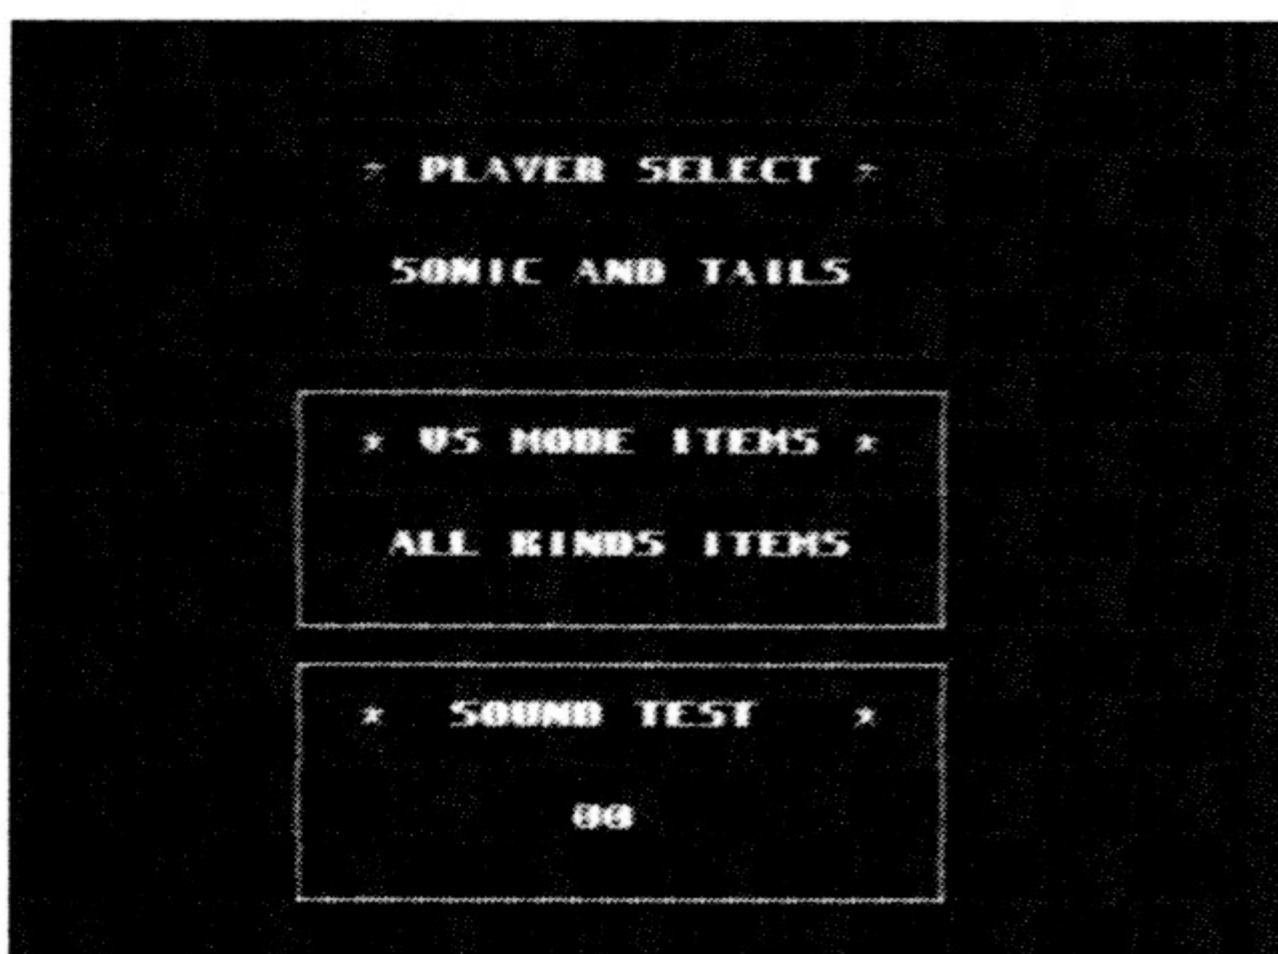 * PLAYER SELECT *
SONIC AND TAILS
* VS MODE ITEMS *
ALL KINDS ITEMS
* SOUND TEST *
00